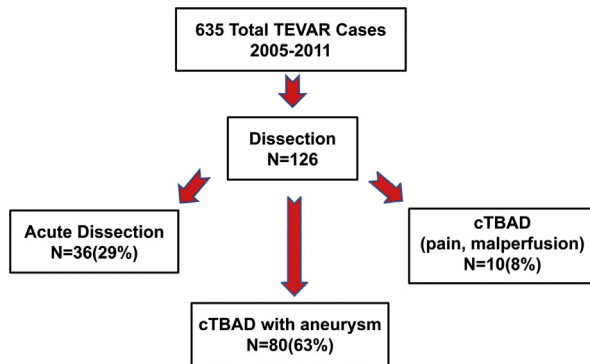 635 Total TEVAR Cases
2005-2011
Dissection
N=126
Acute Dissection
N=36(29%)
cTBAD
(pain, malperfusion)
N=10(8%)
cTBAD with aneurysm
N=80(63%)